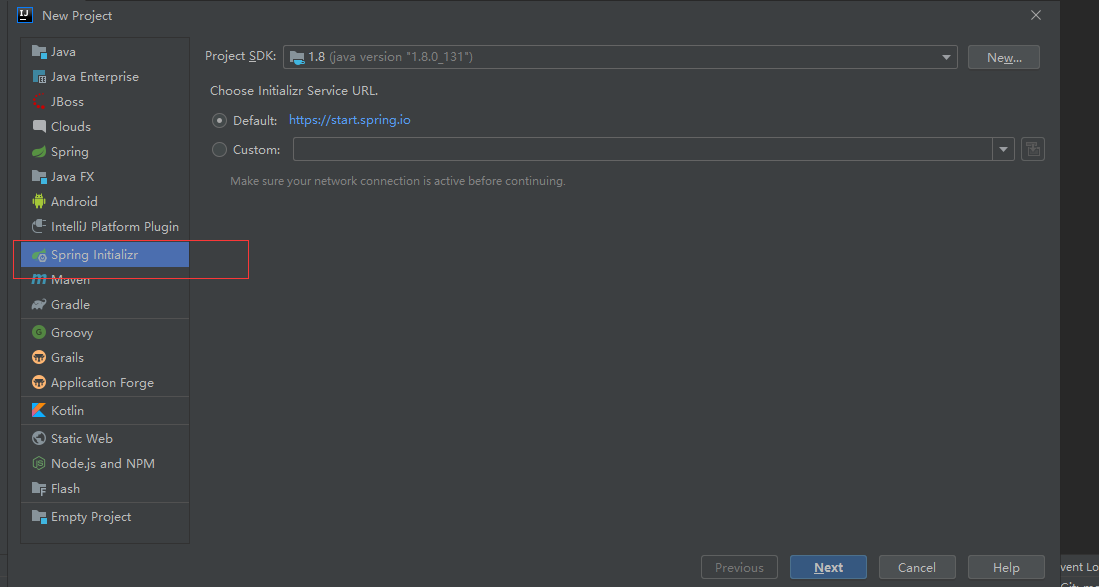 IJ New Project
Java
Java Enterprise
JBoss
Clouds
Spring
Java FX
Android
IntelliJ Platform Plugin
Spring Initializr
Maven
Gradle
Groovy
Grails
Application Forge
Kotlin
Static Web
Node.js and NPM
Flash
Empty Project
Project SDK: 1.8 (java version "1.8.0_131") New...
Choose Initializr Service URL.
Default: https://start.spring.io
Custom:
Make sure your network connection is active before continuing.
Previous Next Cancel Help
vent Lo